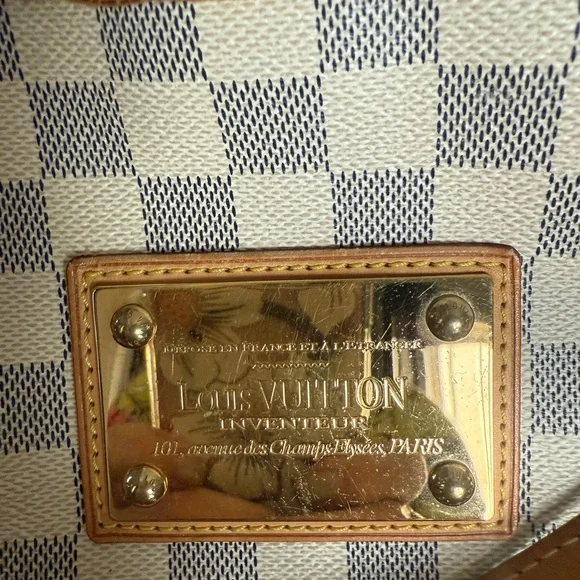 DÉPOSÉ EN FRANCE ET À L'ÉTRANGER
LOUIS VUITTON
INVENTEUR
101, avenue des Champs-Elysées, PARIS